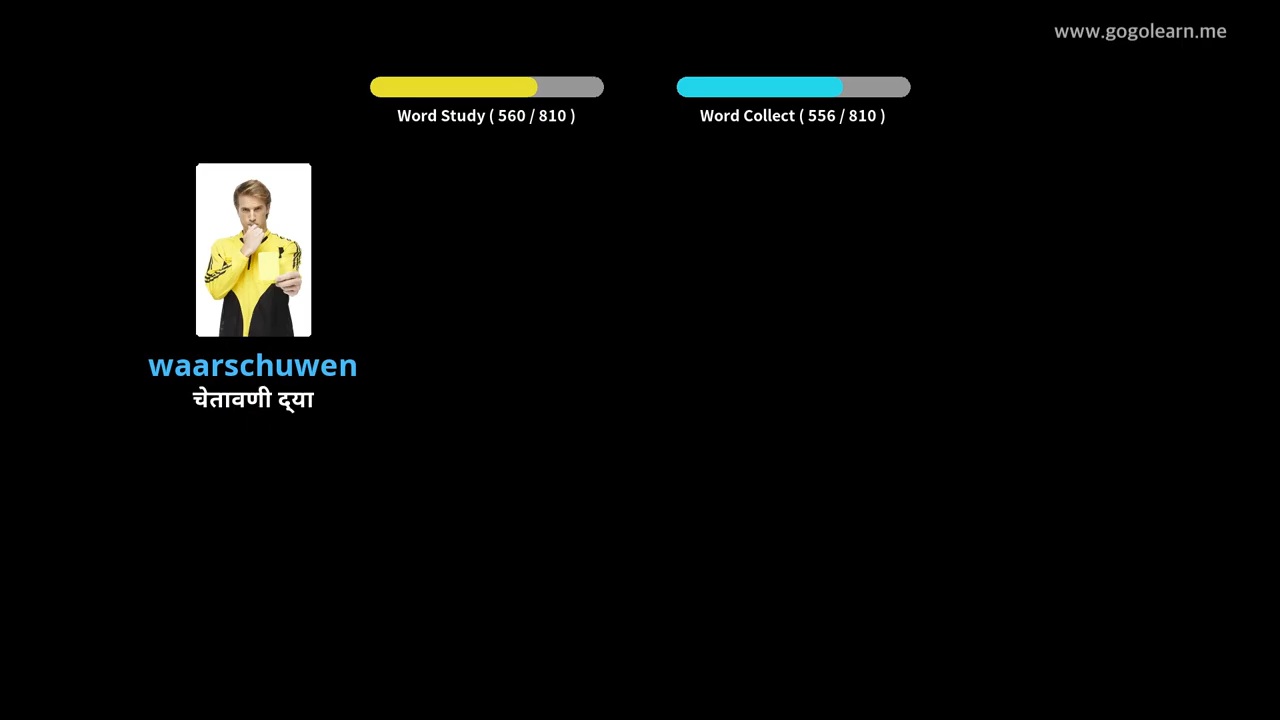 www.gogolearn.me
Word Study ( 560 / 810 )
Word Collect ( 556 / 810 )
waarschuwen
चेतावणी द्या